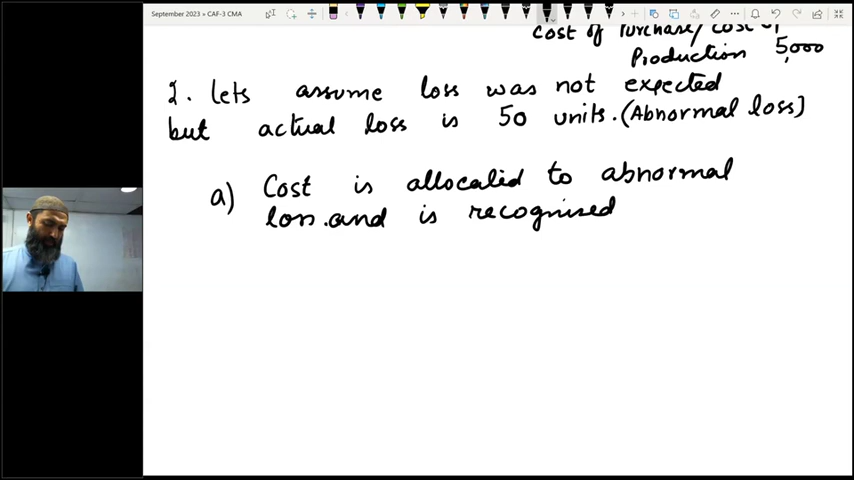 September 2023 » CAF-3 CMA
Cost of Purchase/ Cost of
Production 5,000
2. lets assume loss was not expected
but actual loss is 50 units. (Abnormal loss)
a) Cost is allocated to abnormal
loss. and is recognised